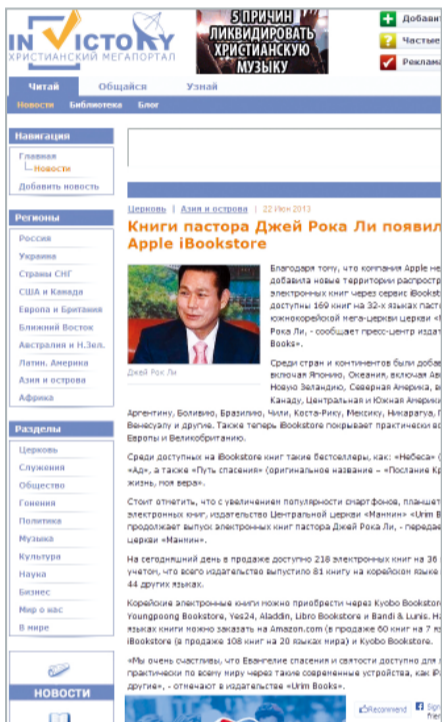 IN VICTORY
ХРИСТИАНСКИЙ МЕГАПОРТАЛ
5 ПРИЧИН
ЛИКВИДИРОВАТЬ
ХРИСТИАНСКУЮ
МУЗЫКУ
Добави
Частые
Реклама
Читай Общайся Узнай
Новости Библиотека Блог
Навигация
Главная
Новости
Добавить новость
Регионы
Россия
Украина
Страны СНГ
США и Канада
Европа и Британия
Ближний Восток
Австралия и Н.Зел.
Латин. Америка
Азия и острова
Африка
Разделы
Церковь
Служения
Общество
Гонения
Политика
Музыка
Культура
Наука
Бизнес
Мир о нас
В мире
НОВОСТИ
Церковь | Азия и острова | 22 Июн 2013
Книги пастора Джей Рока Ли появил
Apple iBookstore
Джей Рок Ли
Благодаря тому, что компания Apple не
добавила новые территории распростр
электронных книг через сервис iBookst
доступны 169 книг на 32-х языках паст
южнокорейской мега-церкви церкви «М
Рока Ли, - сообщает пресс-центр издат
Books».
Среди стран и континентов были доба
включая Японию, Океания, включая Ав
Новую Зеландию, Северная Америка, в
Канаду, Центральная и Южная Америки
Аргентину, Боливию, Бразилию, Чили, Коста-Рику, Мексику, Никарагуа, П
Венесуалу и другие. Также теперь iBookstore покрывает практически вс
Европы и Великобританию.
Среди доступных на iBookstore книг такие бестселлеры, как: «Небеса» (
«Ад», а также «Путь спасения» (оригинальное название – «Послание Кр
жизнь, моя вера».
Стоит отметить, что с увеличением популярности смартфонов, планшет
электронных книг, издательство Центральной церкви «Маннин» «Urim B
продолжает выпуск электронных книг пастора Джей Рока Ли, - передае
церкви «Маннин».
На сегодняшний день в продаже доступно 218 электронных книг на 36
учетом, что всего издательство выпустило 81 книгу на корейском языке
44 других языках.
Корейские электронные книги можно приобрести через Kyobo Bookstor
Youngpoong Bookstore, Yes24, Aladdin, Libro Bookstore и Bandi & Lunis. На
языках книги можно заказать на Amazon.com (в продаже 60 книг на 7 яз
iBookstore (в продаже 108 книг на 20 языках мира) и Kyobo Bookstore.
«Мы очень счастливы, что Евангелие спасения и святости доступно для
практически по всему миру через такие современные устройства, как iP
другие», - отмечают в издательстве «Urim Books».
Recommend